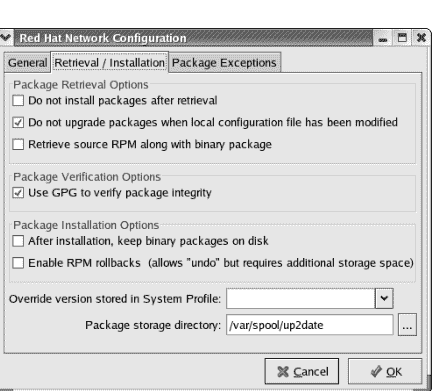 Red Hat Network Configuration
General Retrieval / Installation Package Exceptions
Package Retrieval Options
Do not install packages after retrieval
Do not upgrade packages when local configuration file has been modified
Retrieve source RPM along with binary package
Package Verification Options
Use GPG to verify package integrity
Package Installation Options
After installation, keep binary packages on disk
Enable RPM rollbacks (allows "undo" but requires additional storage space)
Override version stored in System Profile:
Package storage directory: /var/spool/up2date ...
Cancel OK